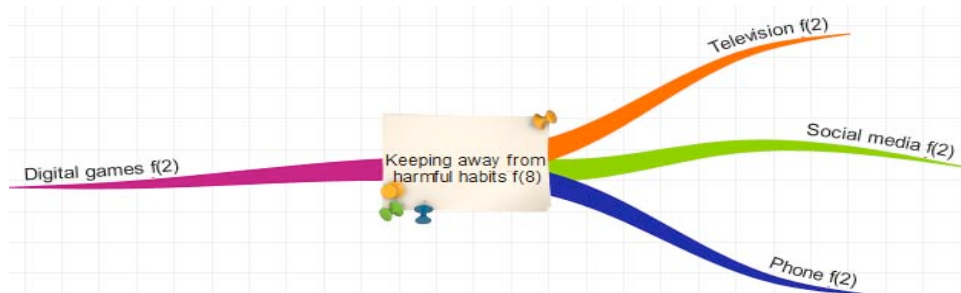 Television f(2)
Social media f(2)
Digital games f(2)
Keeping away from
harmful habits f(8)
Phone f(2)